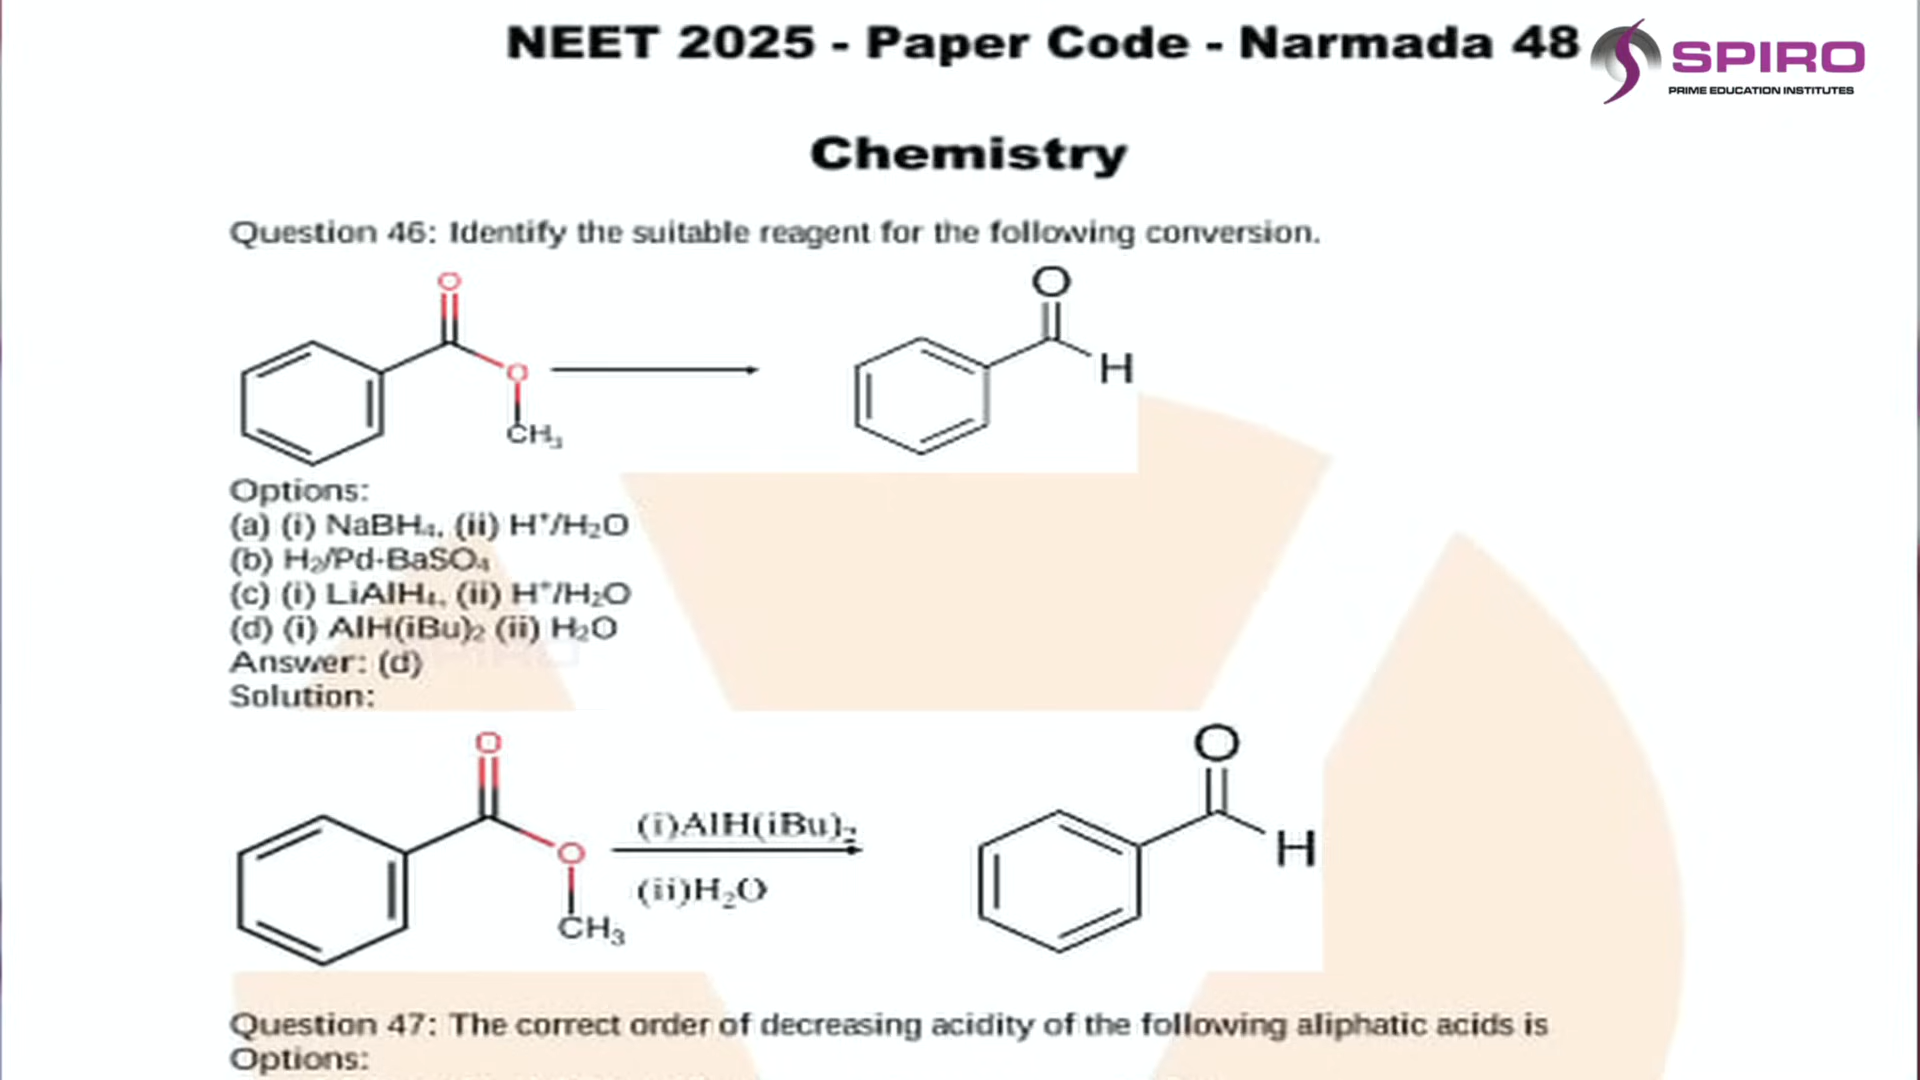 NEET 2025 - Paper Code - Narmada 48
SPIRO
PRIME EDUCATION INSTITUTES
Chemistry
Question 46: Identify the suitable reagent for the following conversion.
O
O
CH₃
O
H
Options:
(a) (i) NaBH₄, (ii) H⁺/H₂O
(b) H₂/Pd-BaSO₄
(c) (i) LiAlH₄, (ii) H⁺/H₂O
(d) (i) AlH(iBu)₂ (ii) H₂O
Answer: (d)
Solution:
O
O
CH₃
(i)AlH(iBu)₂
(ii)H₂O
O
H
Question 47: The correct order of decreasing acidity of the following aliphatic acids is
Options: